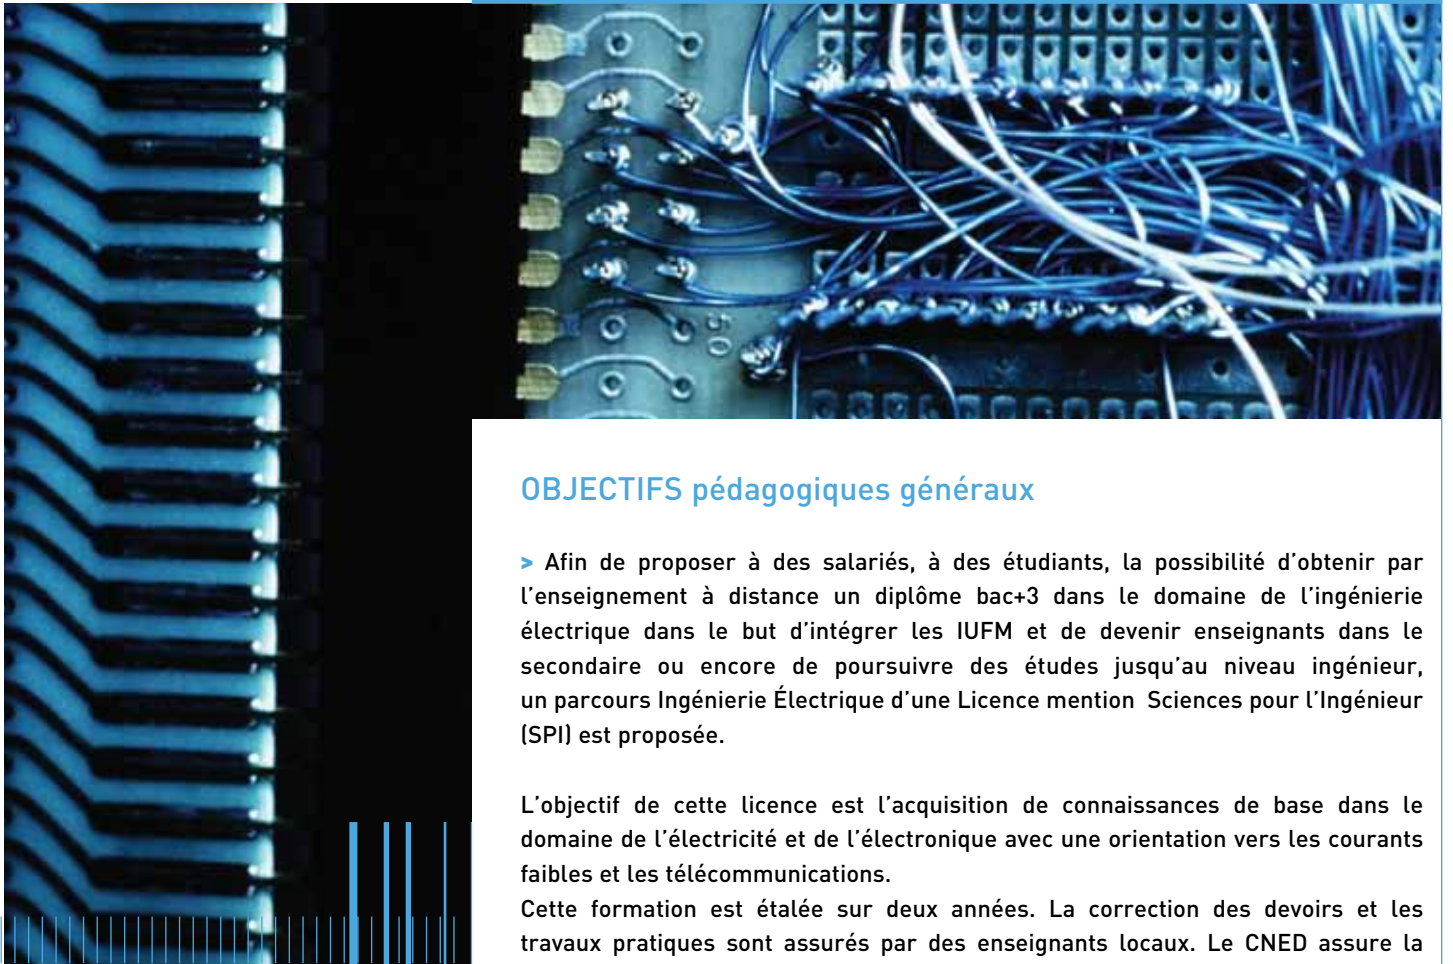 OBJECTIFS pédagogiques généraux
> Afin de proposer à des salariés, à des étudiants, la possibilité d'obtenir par
l'enseignement à distance un diplôme bac+3 dans le domaine de l'ingénierie
électrique dans le but d'intégrer les IUFM et de devenir enseignants dans le
secondaire ou encore de poursuivre des études jusqu'au niveau ingénieur,
un parcours Ingénierie Électrique d'une Licence mention Sciences pour l'Ingénieur
(SPI) est proposée.
L'objectif de cette licence est l'acquisition de connaissances de base dans le
domaine de l'électricité et de l'électronique avec une orientation vers les courants
faibles et les télécommunications.
Cette formation est étalée sur deux années. La correction des devoirs et les
travaux pratiques sont assurés par des enseignants locaux. Le CNED assure la